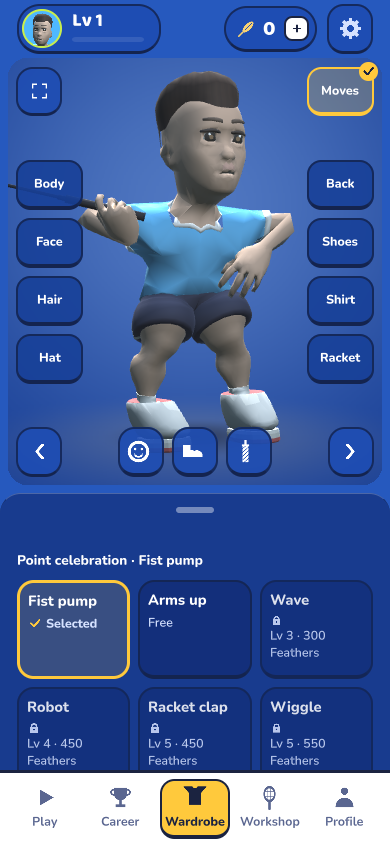 Lv 1
0
+
Moves
Body
Back
Face
Shoes
Hair
Shirt
Hat
Racket
Point celebration · Fist pump
Fist pump
Selected
Arms up
Free
Wave
Lv 3 · 300
Feathers
Robot
Lv 4 · 450
Feathers
Racket clap
Lv 5 · 450
Feathers
Wiggle
Lv 5 · 550
Feathers
Play
Career
Wardrobe
Workshop
Profile